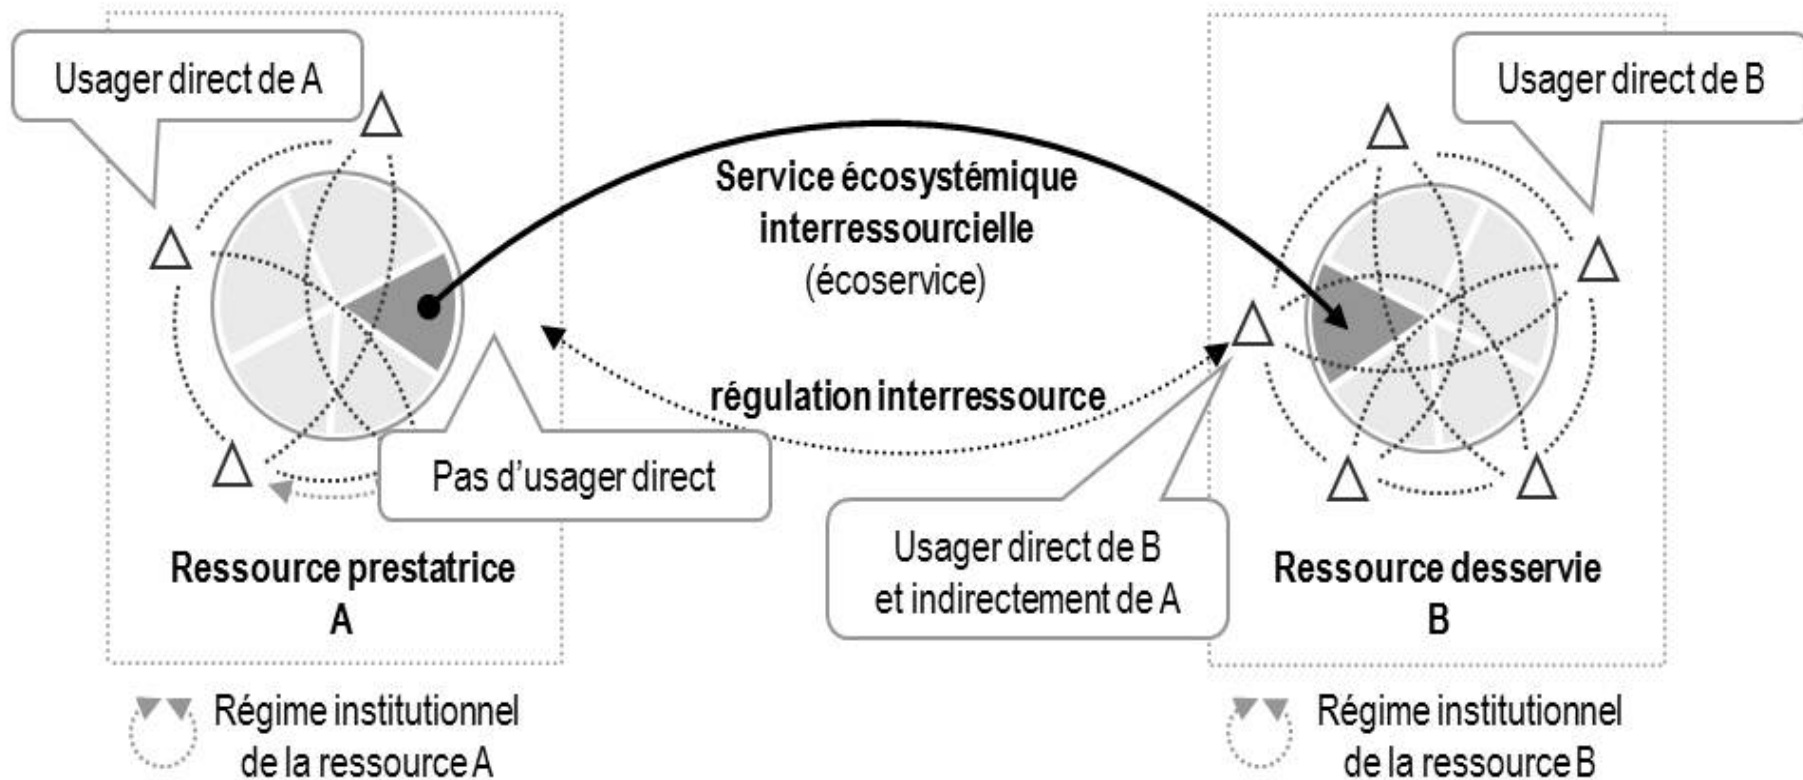 Usager direct de A
Usager direct de B
Service écosystémique
interressourcielle
(écoservice)
régulation interressource
Pas d'usager direct
Usager direct de B
et indirectement de A
Ressource prestatrice
A
Ressource desservie
B
Régime institutionnel
de la ressource A
Régime institutionnel
de la ressource B